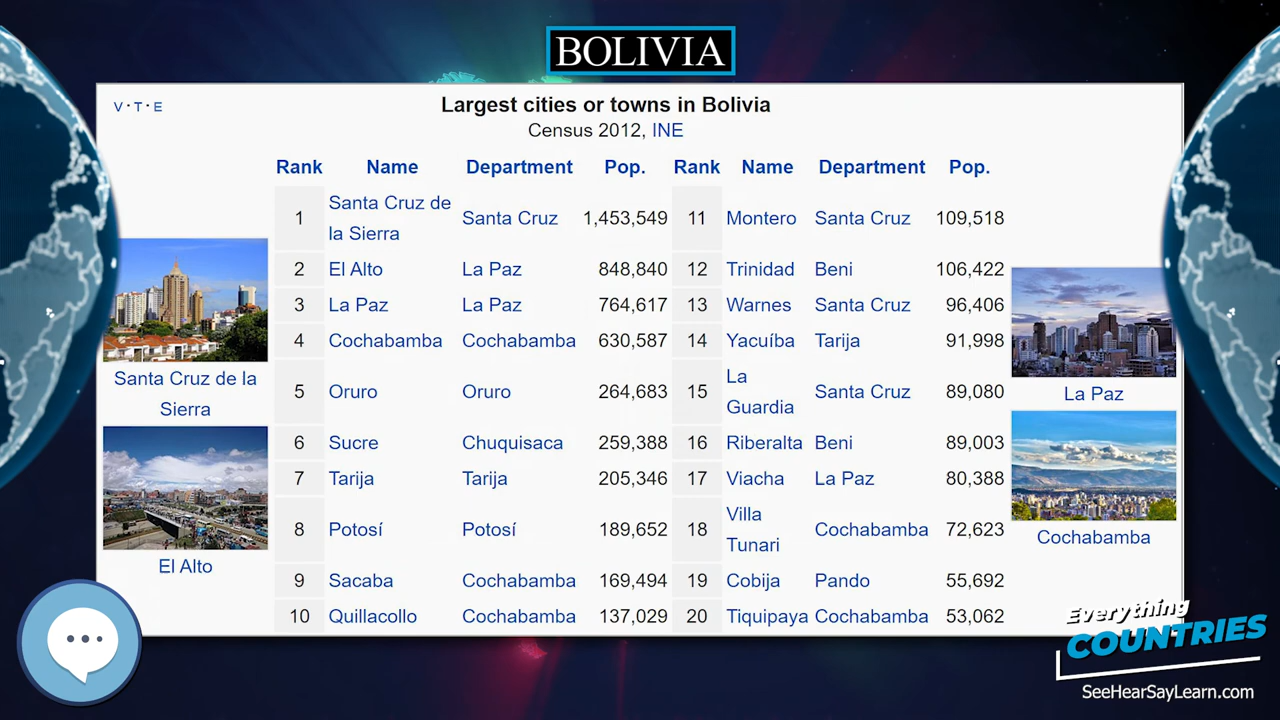 BOLIVIA
V · T · E
Largest cities or towns in Bolivia
Census 2012, INE
Rank Name Department Pop. Rank Name Department Pop.
1 Santa Cruz de la Sierra Santa Cruz 1,453,549 11 Montero Santa Cruz 109,518
2 El Alto La Paz 848,840 12 Trinidad Beni 106,422
3 La Paz La Paz 764,617 13 Warnes Santa Cruz 96,406
4 Cochabamba Cochabamba 630,587 14 Yacuíba Tarija 91,998
5 Oruro Oruro 264,683 15 La Guardia Santa Cruz 89,080
6 Sucre Chuquisaca 259,388 16 Riberalta Beni 89,003
7 Tarija Tarija 205,346 17 Viacha La Paz 80,388
8 Potosí Potosí 189,652 18 Villa Tunari Cochabamba 72,623
9 Sacaba Cochabamba 169,494 19 Cobija Pando 55,692
10 Quillacollo Cochabamba 137,029 20 Tiquipaya Cochabamba 53,062
Santa Cruz de la
Sierra
El Alto
La Paz
Cochabamba
Everything
COUNTRIES
SeeHearSayLearn.com